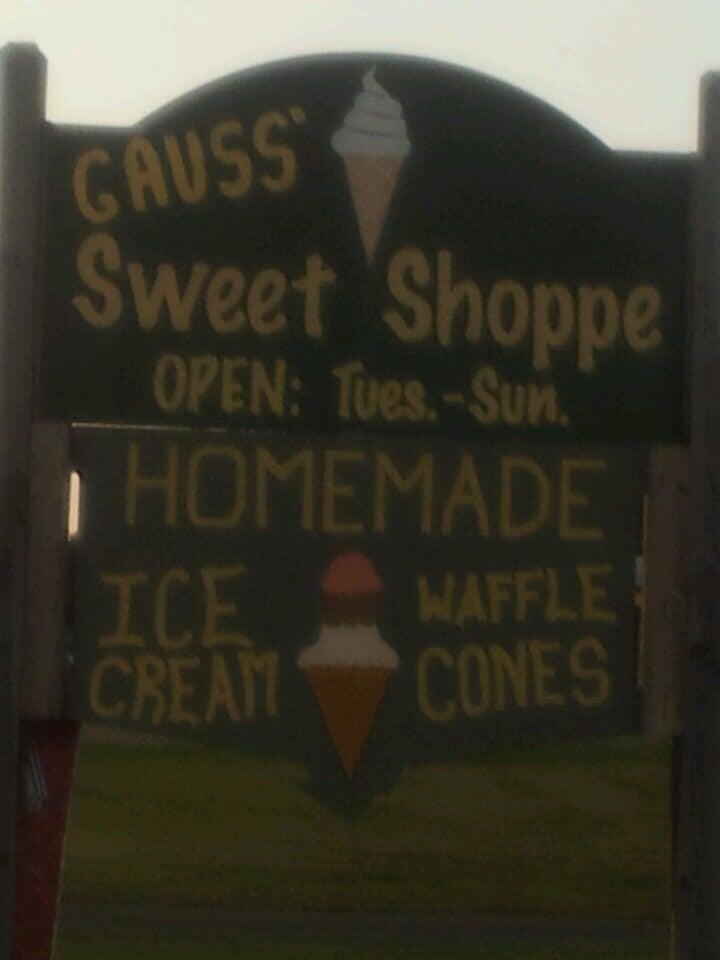 GAUSS'
Sweet Shoppe
OPEN: Tues.-Sun.
HOMEMADE
ICE CREAM
WAFFLE CONES